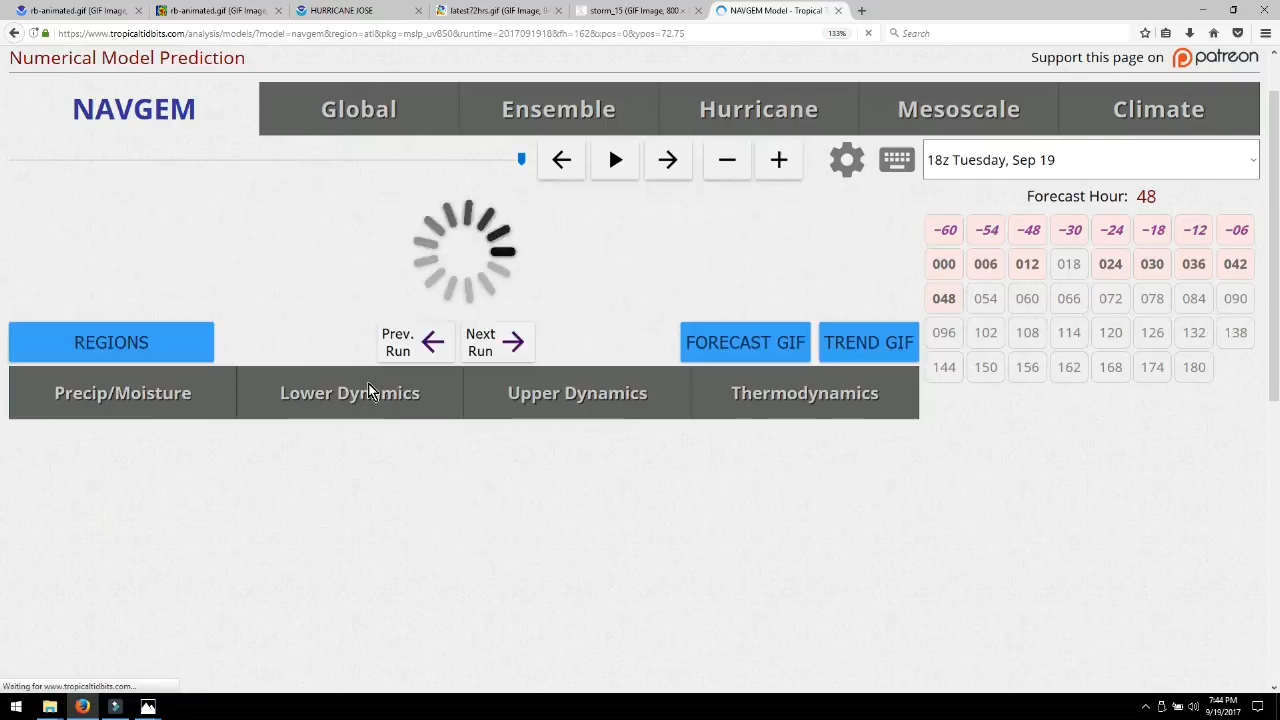 rb-animated.gif (GIF Image,
rb-animated.gif (GIF Image,
HURRICANE JOSE
latest72hrs.gif (GIF Image, 9
storm_15 (GIF Image, 800 ×
NAVGEM Model - Tropical T
https://www.tropicaltidbits.com/analysis/models/?model=navgem&region=atl&pkg=mslp_uv850&runtime=2017091918&fh=162&xpos=0&ypos=72.75
133%
Search
Numerical Model Prediction
Support this page on patreon
NAVGEM Global Ensemble Hurricane Mesoscale Climate
18z Tuesday, Sep 19
Forecast Hour: 48
-60 -54 -48 -30 -24 -18 -12 -06
000 006 012 018 024 030 036 042
048 054 060 066 072 078 084 090
096 102 108 114 120 126 132 138
144 150 156 162 168 174 180
REGIONS
Prev. Run
Next Run
FORECAST GIF
TREND GIF
Precip/Moisture Lower Dynamics Upper Dynamics Thermodynamics
Waiting for www.tropicaltidbits.com...
7:44 PM
9/19/2017